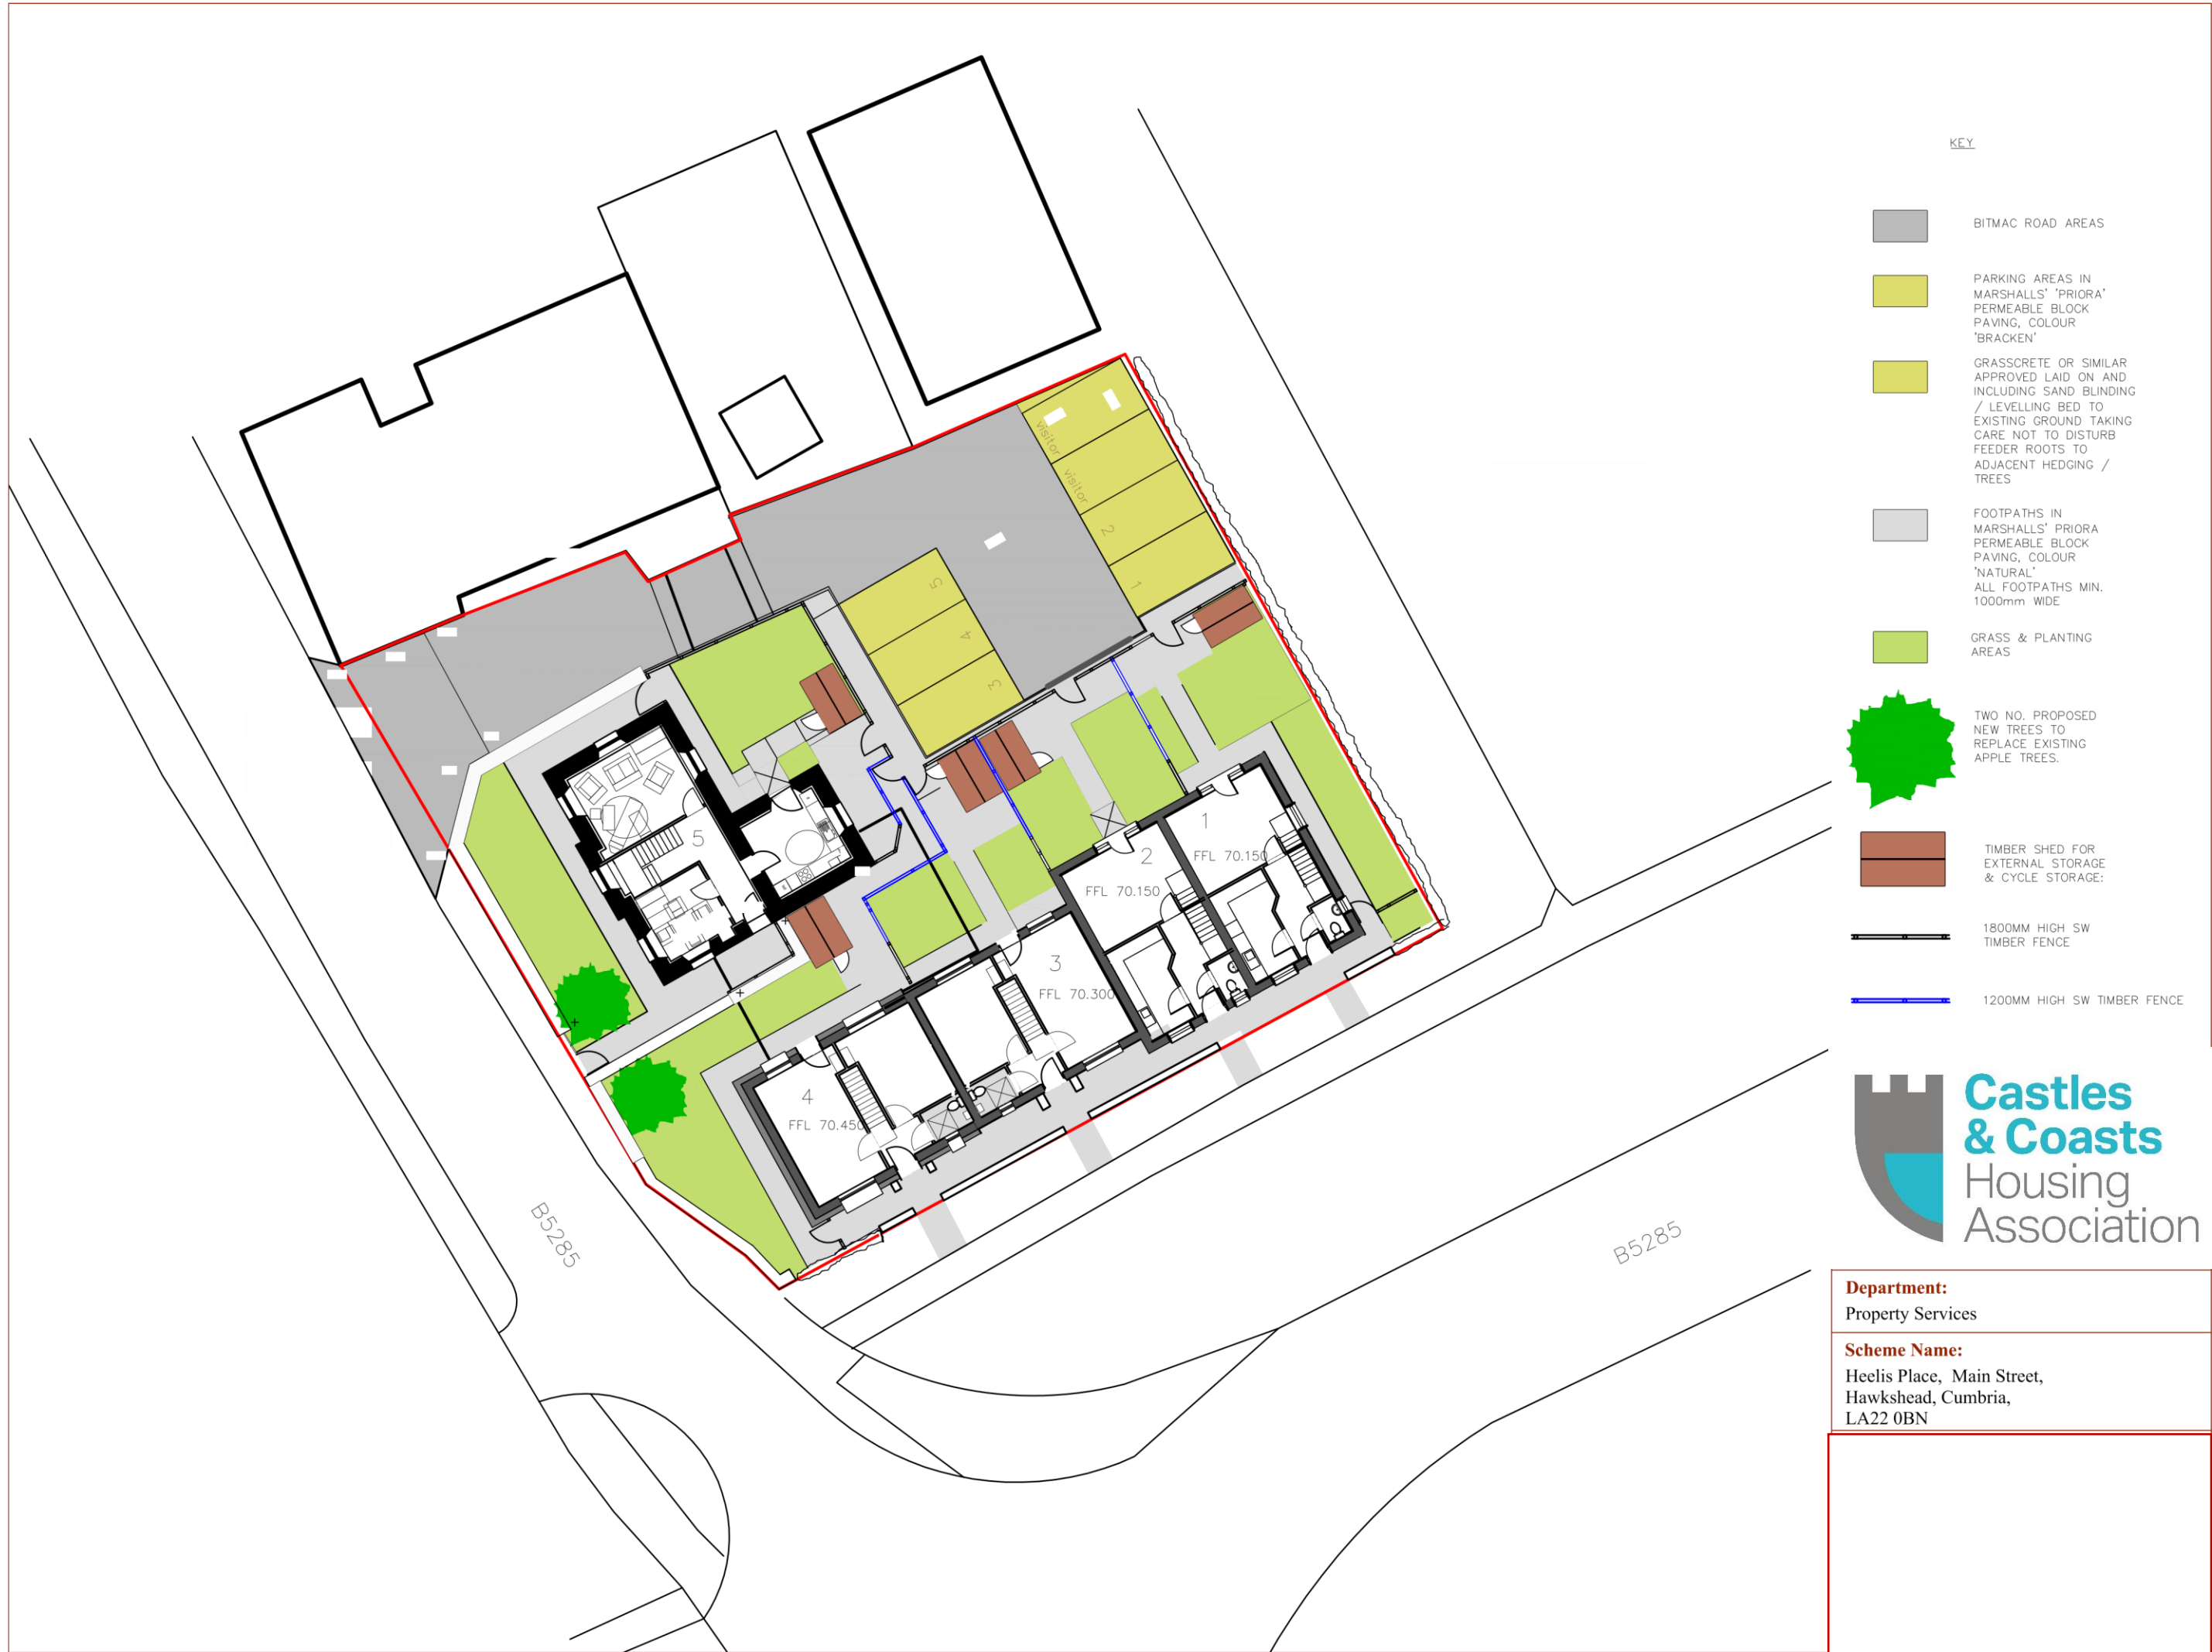 KEY
BITMAC ROAD AREAS
PARKING AREAS IN
MARSHALLS' 'PRIORA'
PERMEABLE BLOCK
PAVING, COLOUR
'BRACKEN'
GRASSCRETE OR SIMILAR
APPROVED LAID ON AND
INCLUDING SAND BLINDING
/ LEVELLING BED TO
EXISTING GROUND TAKING
CARE NOT TO DISTURB
FEEDER ROOTS TO
ADJACENT HEDGING /
TREES
FOOTPATHS IN
MARSHALLS' PRIORA
PERMEABLE BLOCK
PAVING, COLOUR
'NATURAL'
ALL FOOTPATHS MIN.
1000mm WIDE
GRASS & PLANTING
AREAS
TWO NO. PROPOSED
NEW TREES TO
REPLACE EXISTING
APPLE TREES.
TIMBER SHED FOR
EXTERNAL STORAGE
& CYCLE STORAGE:
1800MM HIGH SW
TIMBER FENCE
1200MM HIGH SW TIMBER FENCE
visitor
visitor
2
1
5
4
3
5
1
FFL 70.150
2
FFL 70.150
3
FFL 70.300
4
FFL 70.450
B5285
B5285
Castles
& Coasts
Housing
Association
Department:
Property Services
Scheme Name:
Heelis Place, Main Street,
Hawkshead, Cumbria,
LA22 0BN